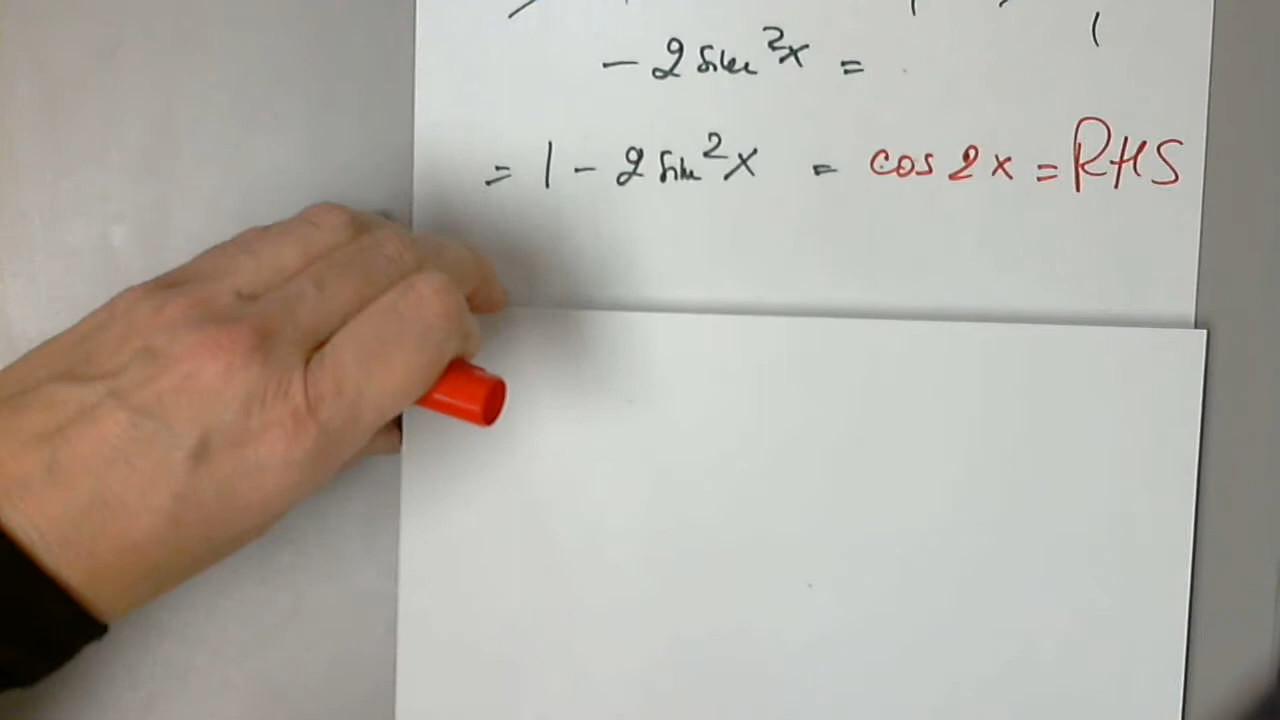 - 2 sin²x =
= 1 - 2 sin²x = cos 2x = RHS